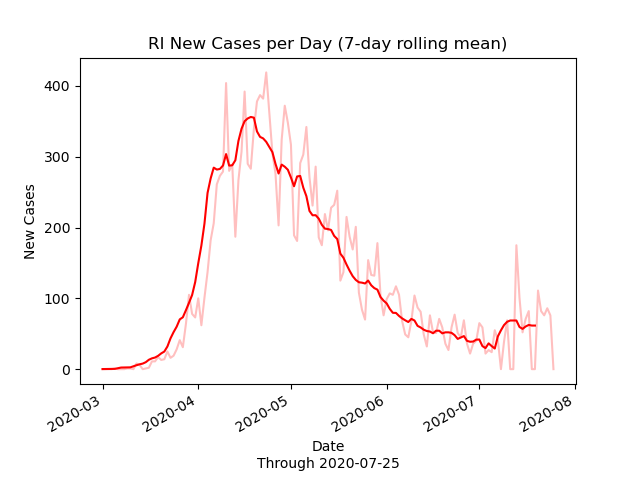 RI New Cases per Day (7-day rolling mean)
400
300
200
100
0
New Cases
2020-03
2020-04
2020-05
2020-06
2020-07
2020-08
Date
Through 2020-07-25